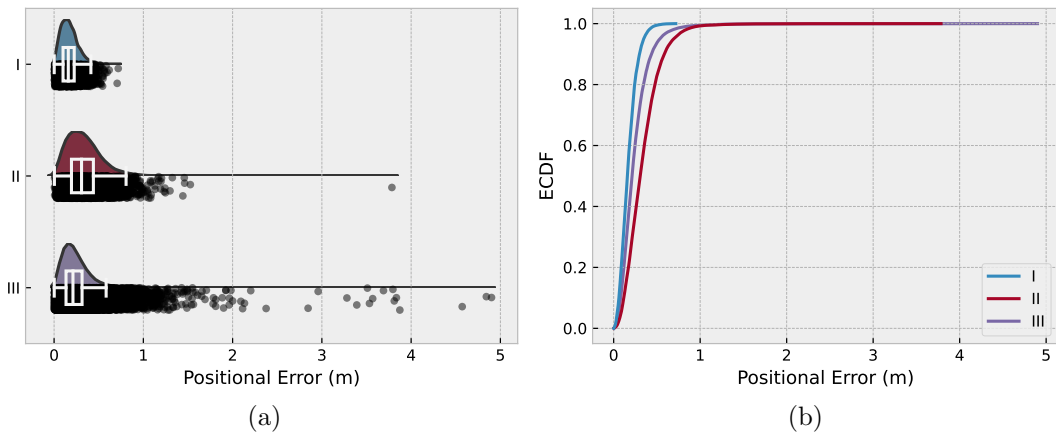 I
II
III
0 1 2 3 4 5
Positional Error (m)
(a)
1.0
0.8
0.6
0.4
0.2
0.0
ECDF
I
II
III
0 1 2 3 4 5
Positional Error (m)
(b)